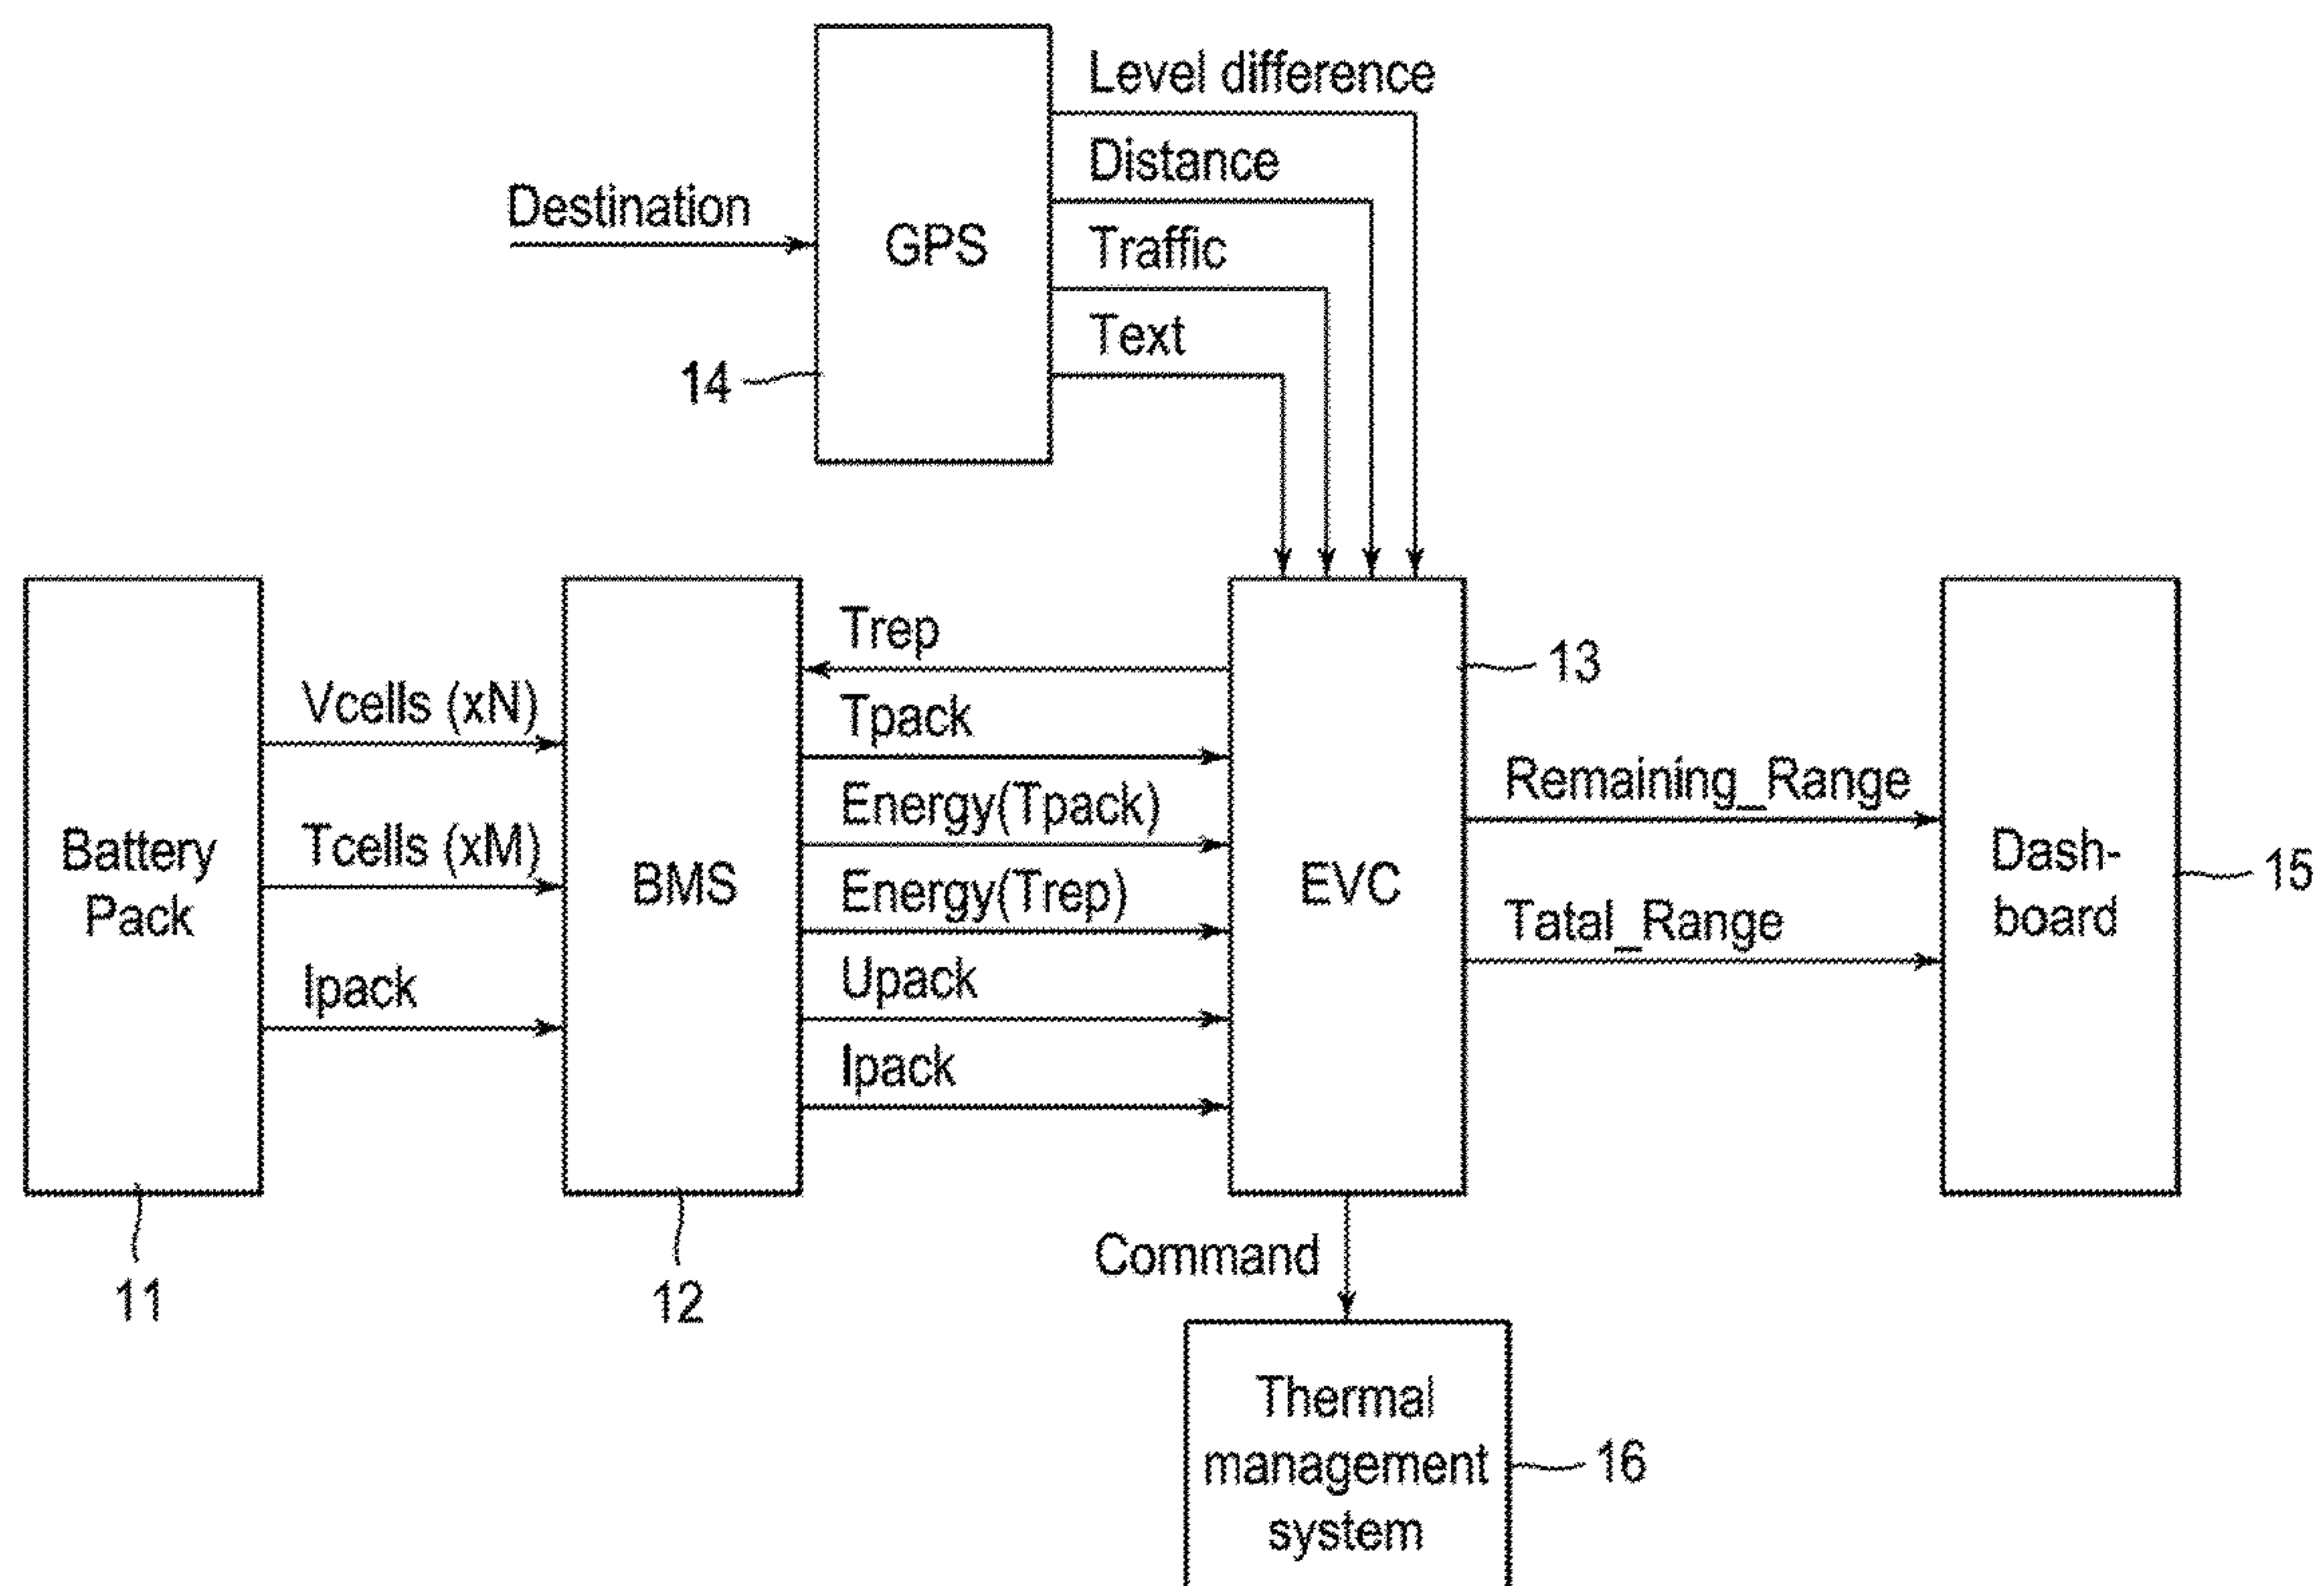 Level difference
Distance
Destination
GPS
Traffic
Text
14
Trep
13
Vcells (xN)
Tpack
Remaining_Range
Energy(Tpack)
Tcells (xM)
Battery
Pack
BMS
EVC
Dash-
board
15
Energy(Trep)
Tatal_Range
Ipack
Upack
Ipack
Command
11
12
Thermal
management
system
16